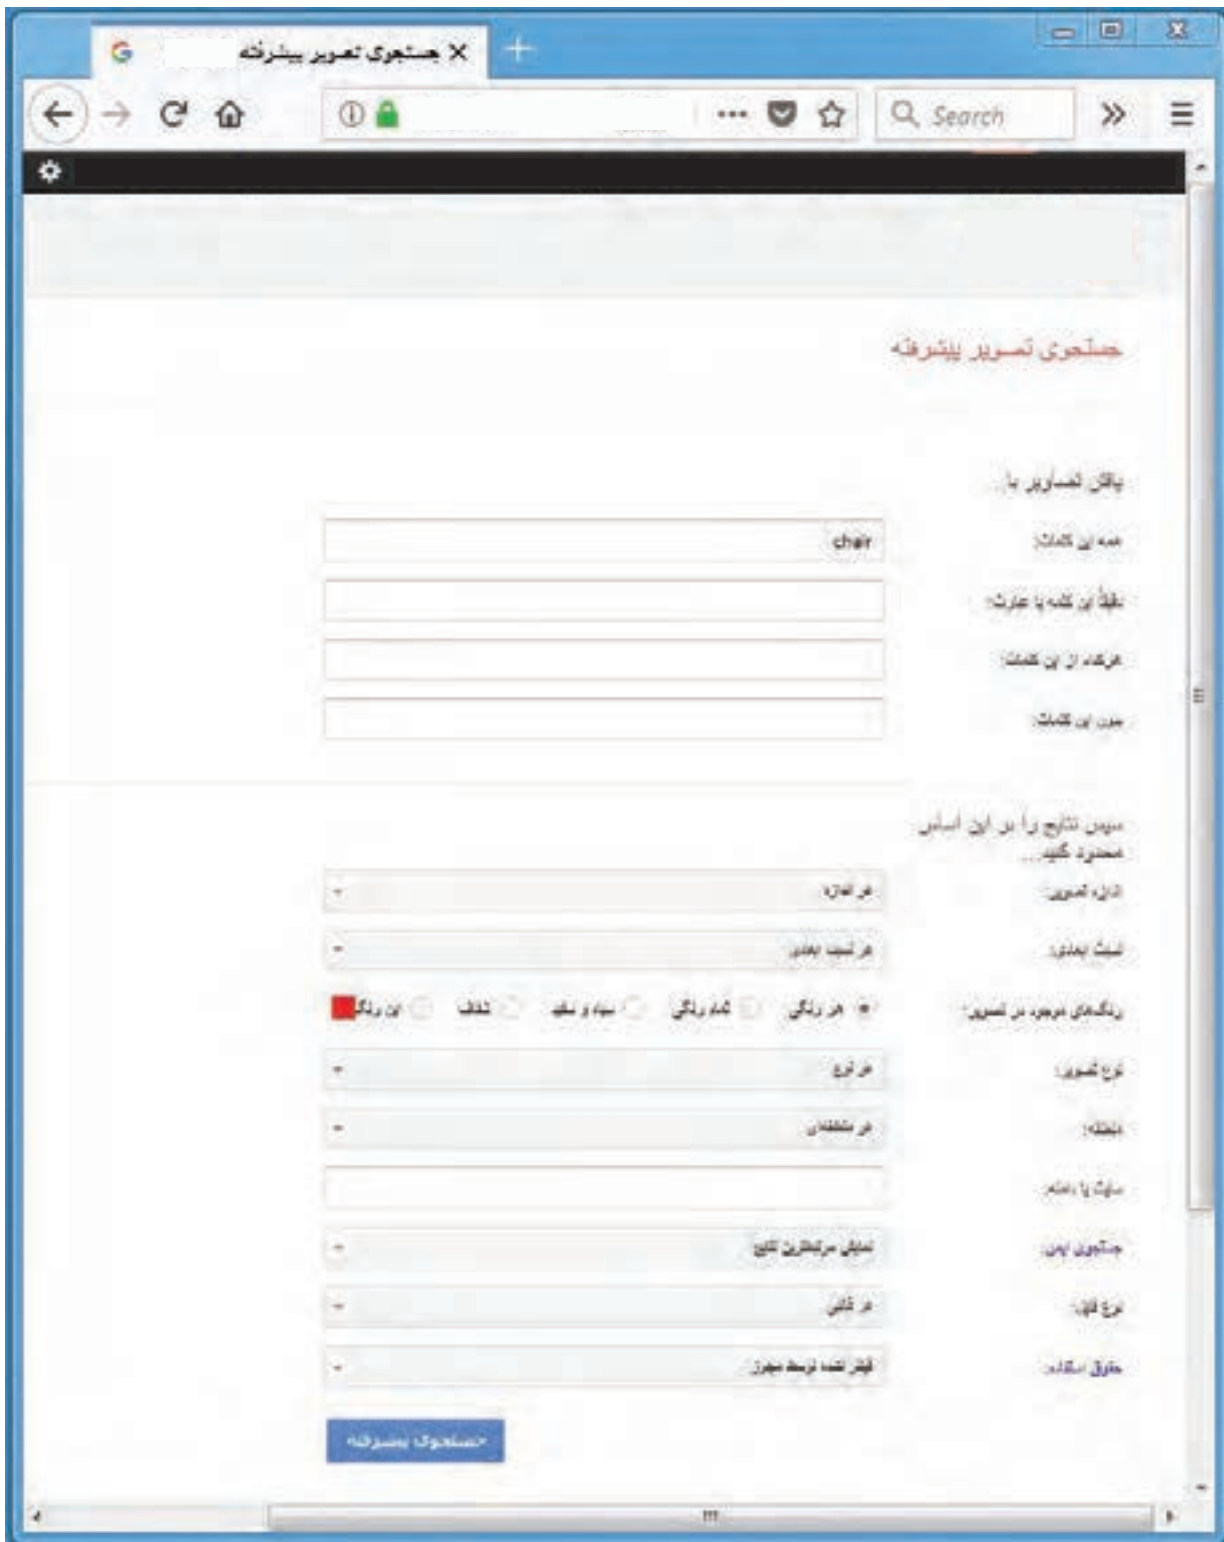 جستجوی تصویر پیشرفته
Search
جستجوی تصویر پیشرفته
یافتن تصاویر با...
همه این کلمات:
chair
دقیقاً این کلمه یا عبارت:
هرکدام از این کلمات:
بدون این کلمات:
سپس نتایج را بر این اساس
محدود کنید...
اندازه تصویر:
هر اندازه
نسبت ابعادی:
هر نسبت ابعادی
رنگ‌های موجود در تصویر:
هر رنگی
تمام رنگی
سیاه و سفید
شفاف
این رنگ
نوع تصویر:
هر نوع
منطقه:
هر منطقه‌ای
سایت یا دامنه:
جستجوی ایمن:
نمایش مرتبط‌ترین نتایج
نوع فایل:
هر قالبی
حقوق استفاده:
فیلتر نشده توسط مجوز
جستجوی پیشرفته